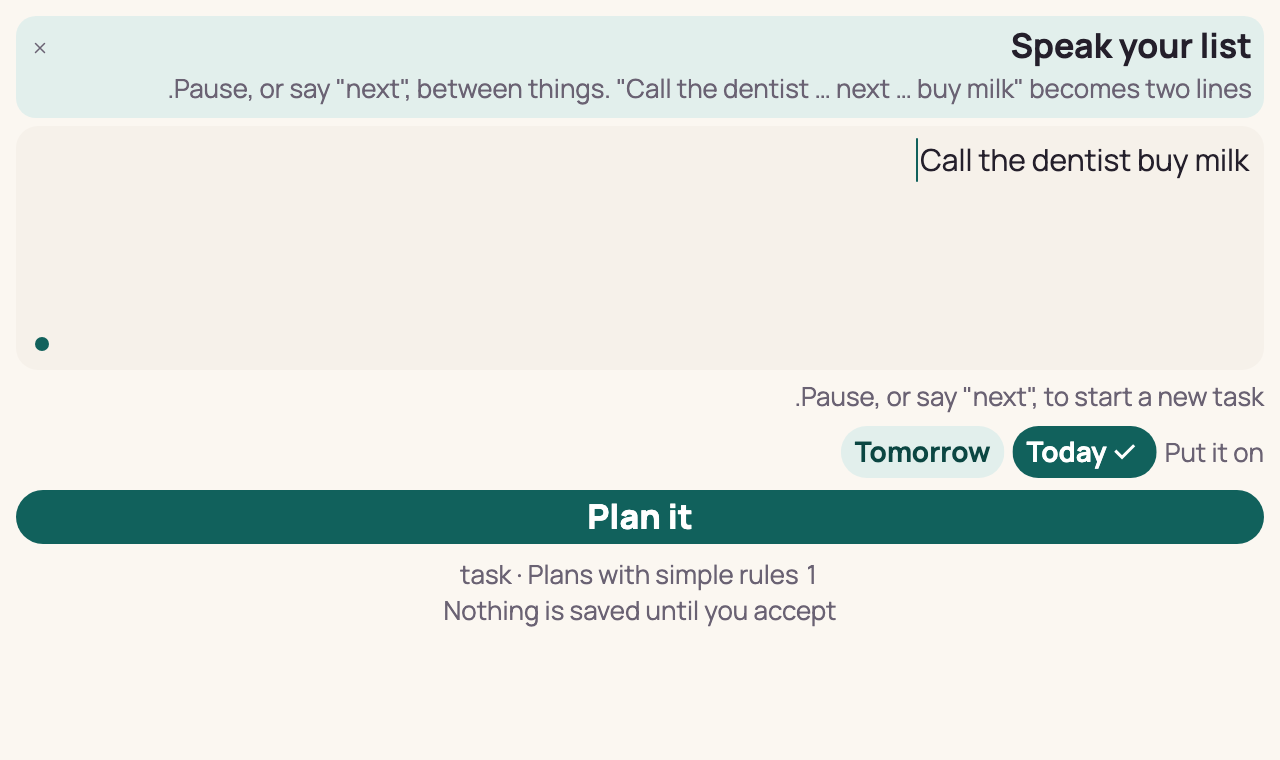 Speak your list
×
.Pause, or say "next", between things. "Call the dentist … next … buy milk" becomes two lines
Call the dentist buy milk
.Pause, or say "next", to start a new task
Put it on
Today ✓
Tomorrow
Plan it
task · Plans with simple rules 1
Nothing is saved until you accept